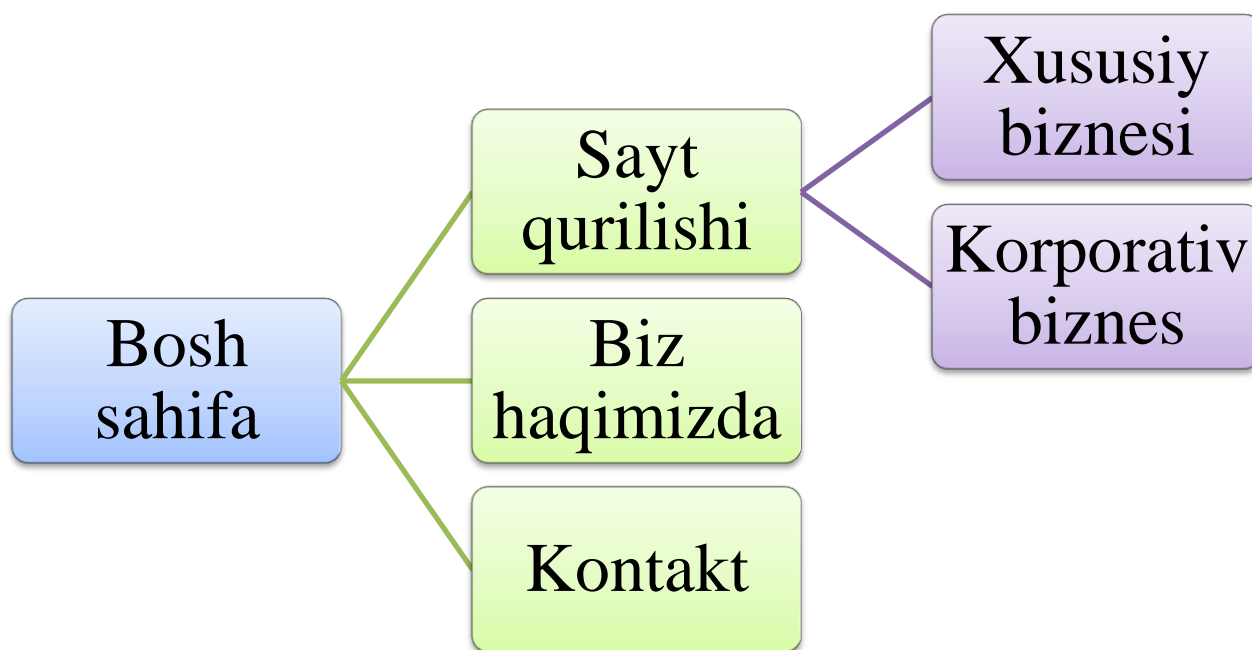 Bosh
sahifa
Sayt
qurilishi
Xususiy
biznesi
Korporativ
biznes
Biz
haqimizda
Kontakt